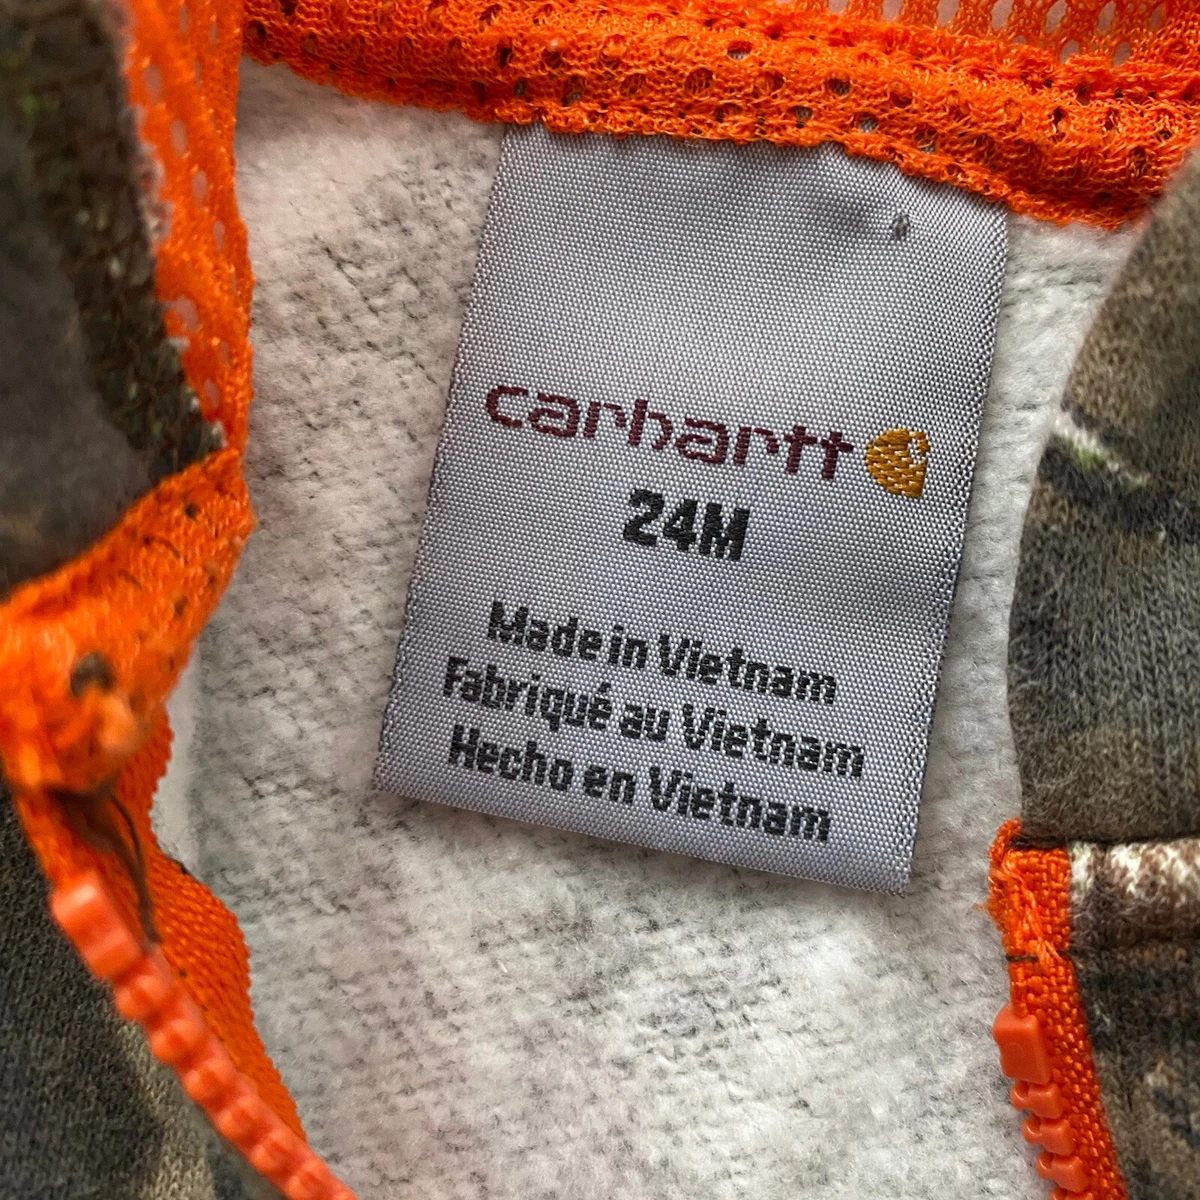 carhartt
24M
Made in Vietnam
Fabriqué au Vietnam
Hecho en Vietnam